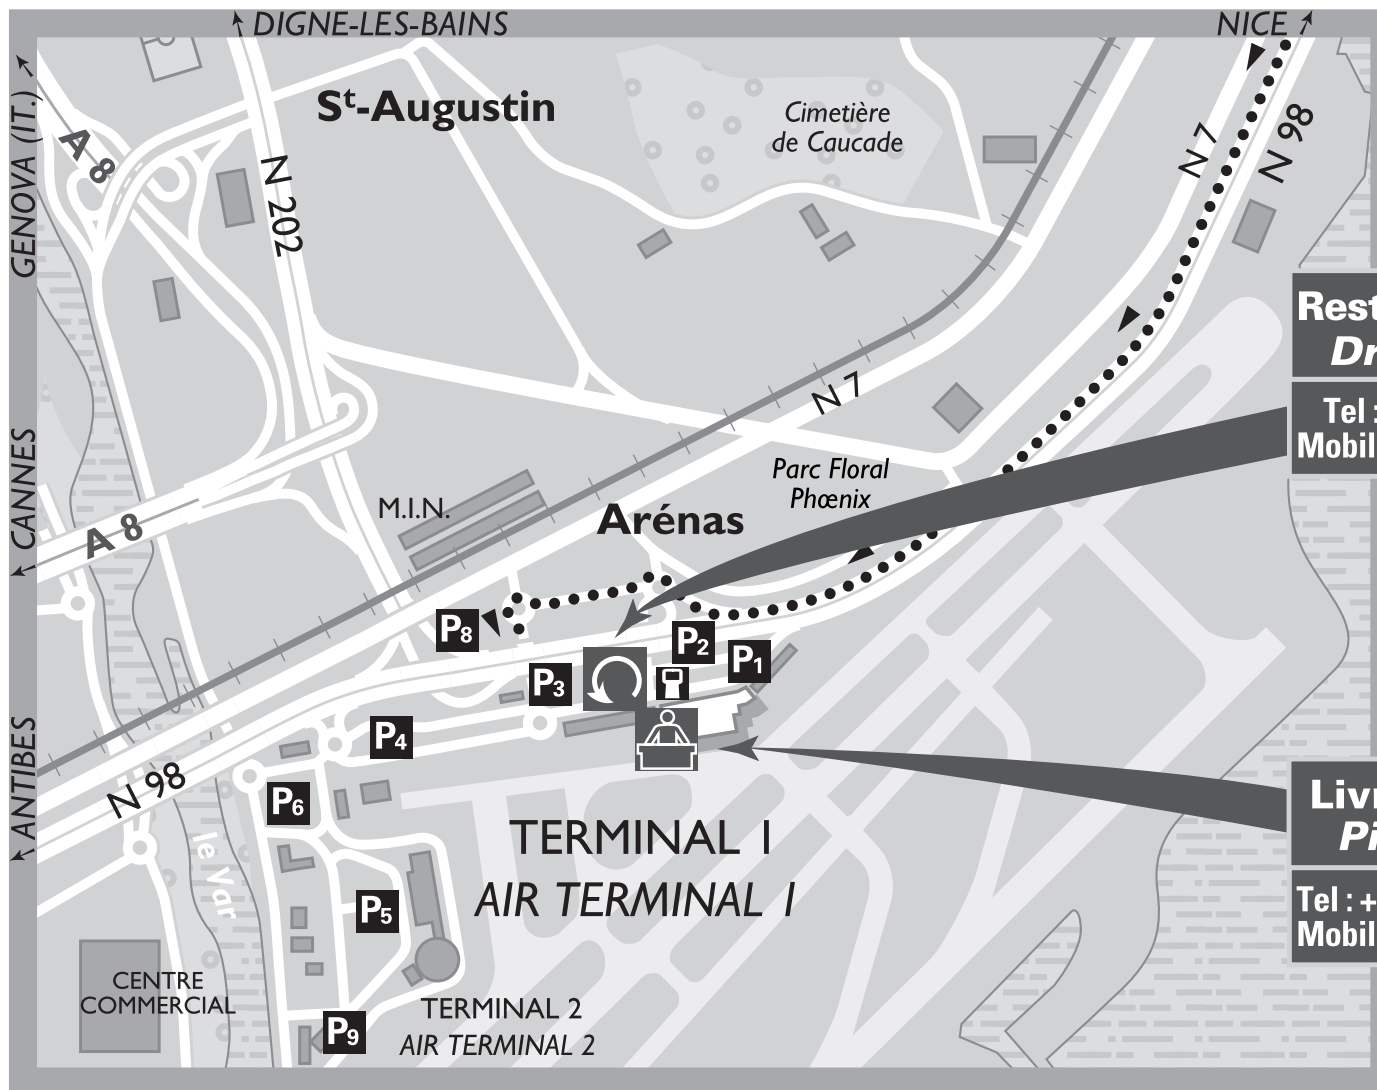 DIGNE-LES-BAINS
NICE
GENOVA (IT.)
A 8
St-Augustin
Cimetière
de Caucade
N 202
N 7
N 98
Rest
Dr
Tel :
Mobil
N 7
CANNES
A 8
M.I.N.
Parc Floral
Phœnix
Arénas
P8
P2
P1
P3
P4
ANTIBES
N 98
P6
le Var
TERMINAL 1
AIR TERMINAL 1
P5
Livr
Pi
Tel : +
Mobil
CENTRE
COMMERCIAL
TERMINAL 2
AIR TERMINAL 2
P9